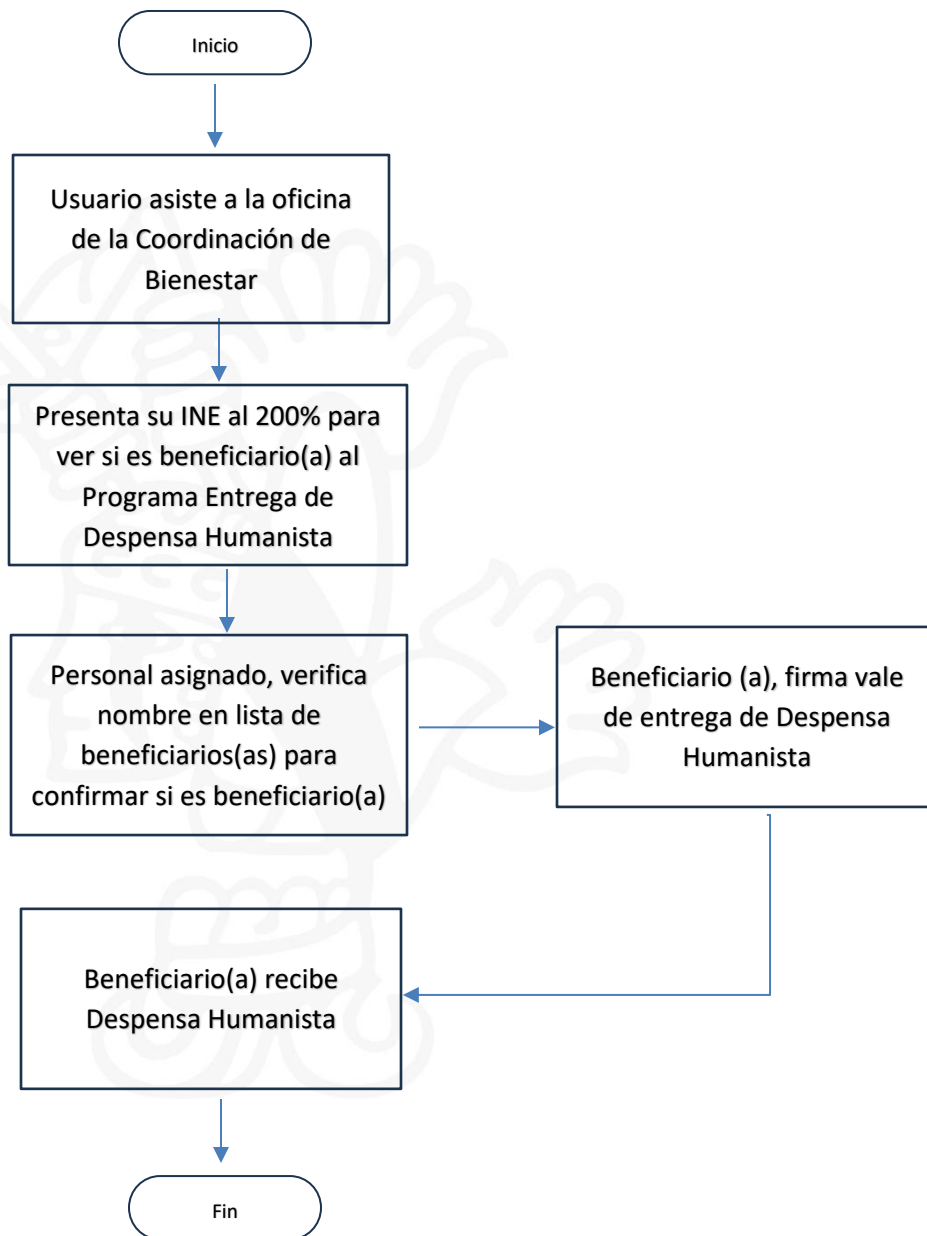 Inicio
Usuario asiste a la oficina
de la Coordinación de
Bienestar
Presenta su INE al 200% para
ver si es beneficiario(a) al
Programa Entrega de
Despensa Humanista
Personal asignado, verifica
nombre en lista de
beneficiarios(as) para
confirmar si es beneficiario(a)
Beneficiario (a), firma vale
de entrega de Despensa
Humanista
Beneficiario(a) recibe
Despensa Humanista
Fin